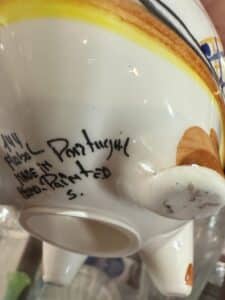 Portugal
MADE IN
Hand-Painted
S.